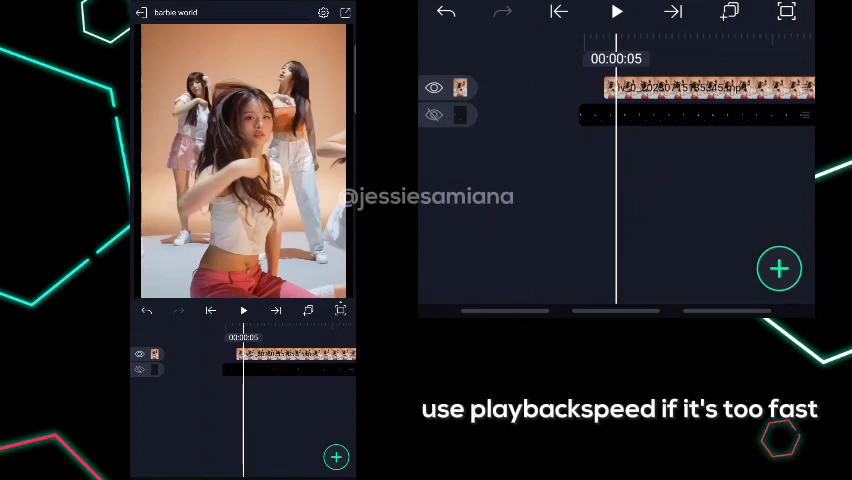 barbie world
00:00:05
@jessiesamiana
00:00:05
use playbackspeed if it's too fast